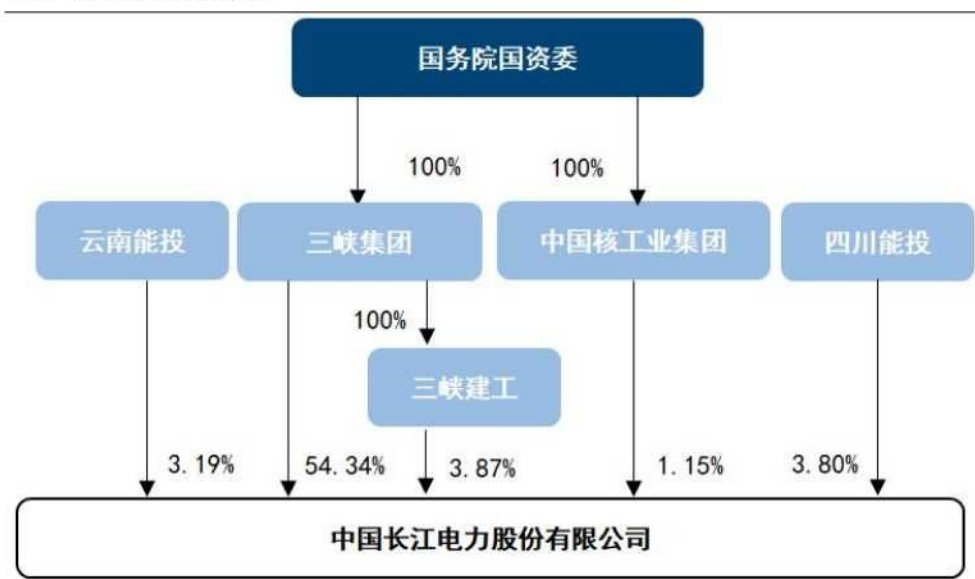 国务院国资委
100%
100%
云南能投
三峡集团
中国核工业集团
四川能投
100%
三峡建工
3.19%
54.34%
3.87%
1.15%
3.80%
中国长江电力股份有限公司